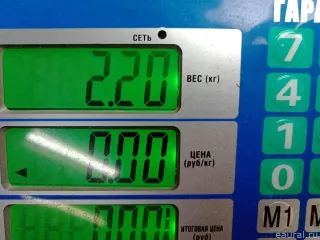 ГАРА
СЕТЬ
2.20
ВЕС (кг)
7
4
0.00
ЦЕНА
(руб/кг)
1
0
ИТОГОВАЯ ЦЕНА
(руб)
M1
eaural.ru